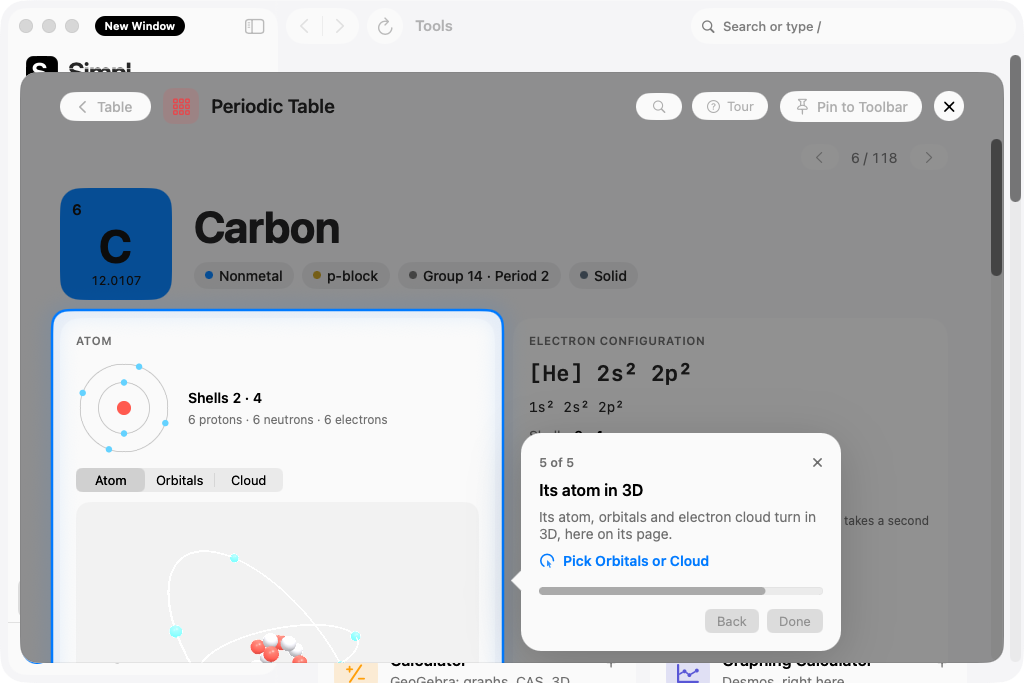 New Window
Tools
Search or type /
Simpl
Table
Periodic Table
Tour
Pin to Toolbar
6 / 118
6
C
12.0107
Carbon
Nonmetal
p-block
Group 14 · Period 2
Solid
ATOM
Shells 2 · 4
6 protons · 6 neutrons · 6 electrons
Atom
Orbitals
Cloud
ELECTRON CONFIGURATION
[He] 2s² 2p²
1s² 2s² 2p²
takes a second
5 of 5
Its atom in 3D
Its atom, orbitals and electron cloud turn in
3D, here on its page.
Pick Orbitals or Cloud
Back
Done
Calculator
GeoGebra: graphs, CAS, 3D
Graphing Calculator
Desmos, right here